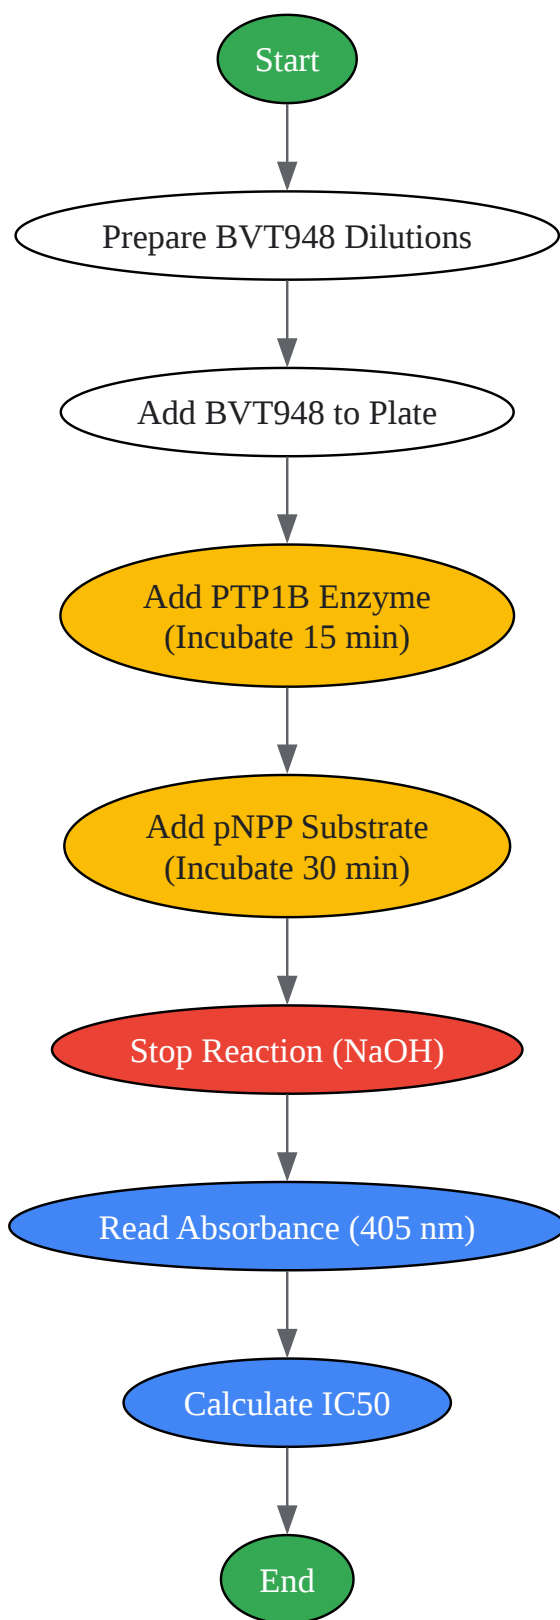 Start
Prepare BVT948 Dilutions
Add BVT948 to Plate
Add PTP1B Enzyme
(Incubate 15 min)
Add pNPP Substrate
(Incubate 30 min)
Stop Reaction (NaOH)
Read Absorbance (405 nm)
Calculate IC50
End